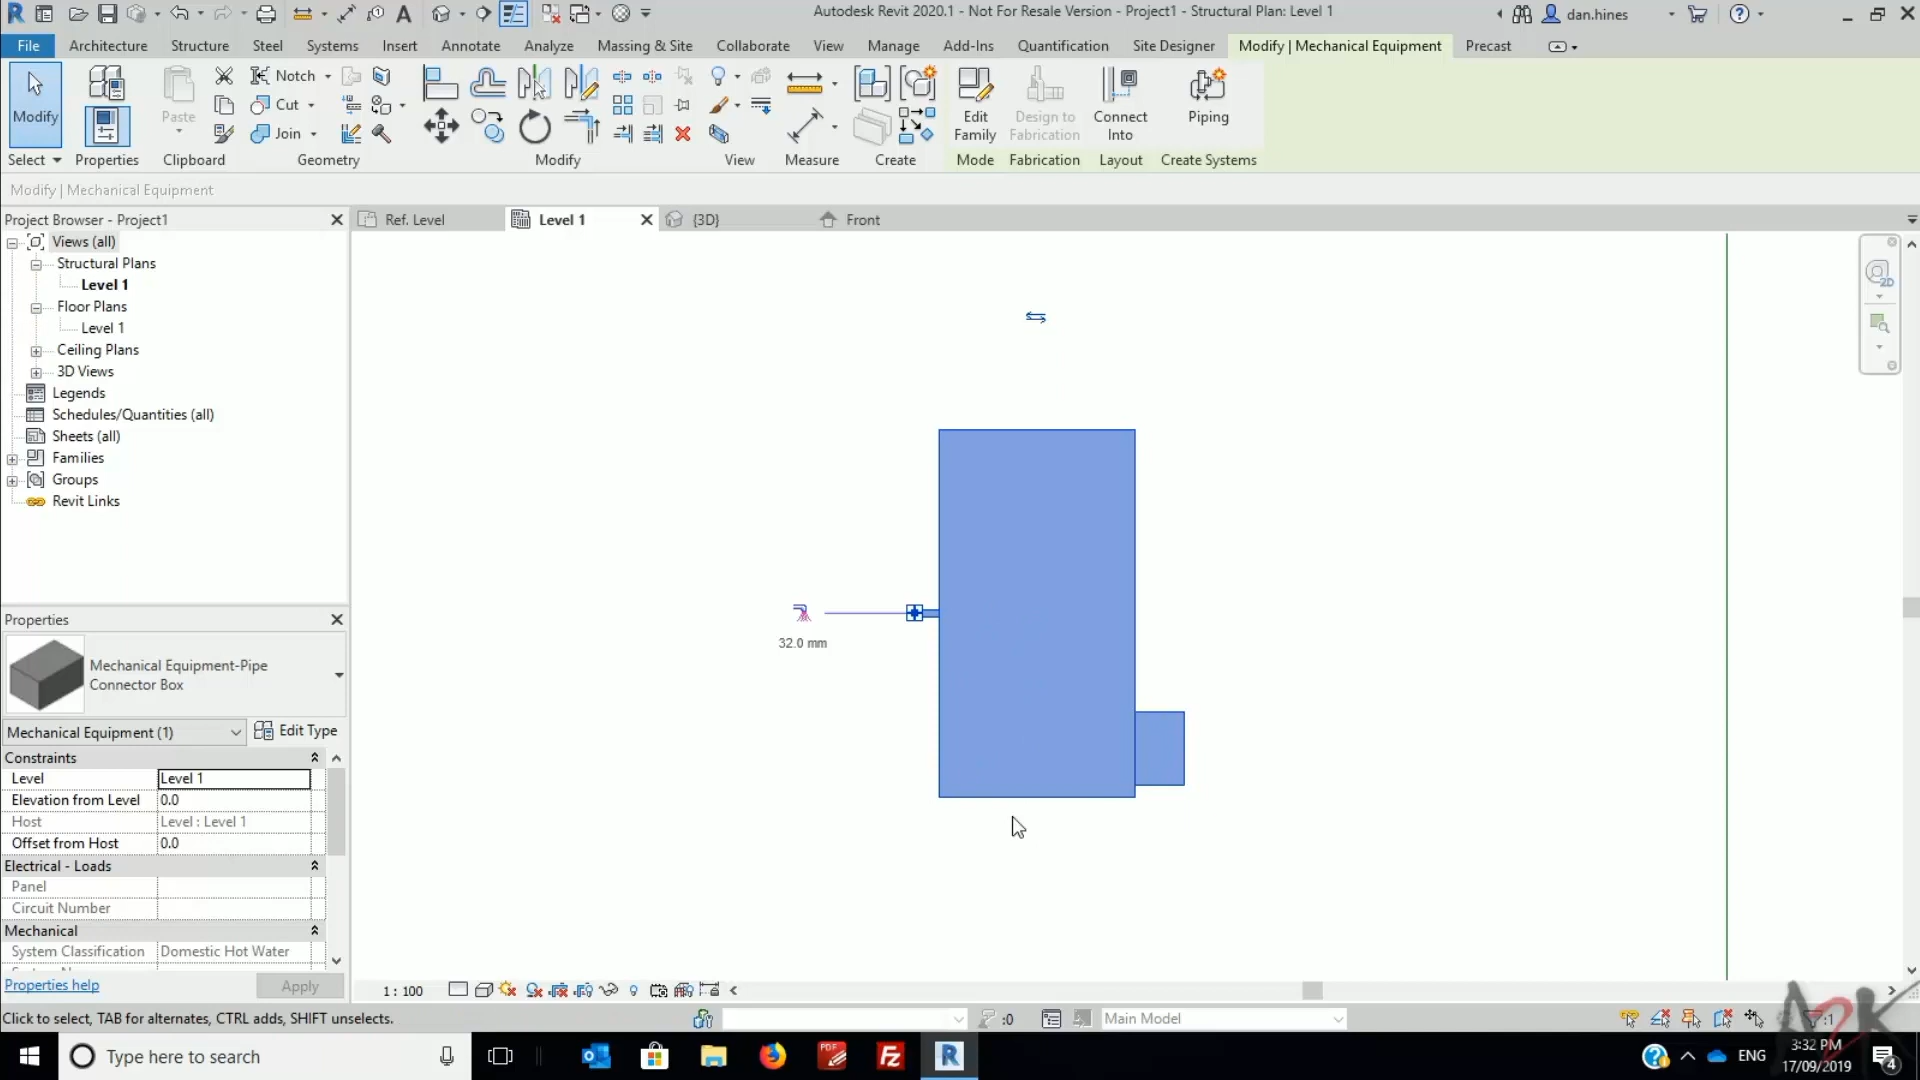 Autodesk Revit 2020.1 - Not For Resale Version - Project1 - Structural Plan: Level 1
dan.hines
File Architecture Structure Steel Systems Insert Annotate Analyze Massing & Site Collaborate View Manage Add-Ins Quantification Site Designer Modify | Mechanical Equipment Precast
Modify
Paste
Notch
Cut
Join
Edit Family
Design to Fabrication
Connect Into
Piping
Select Properties Clipboard Geometry Modify View Measure Create Mode Fabrication Layout Create Systems
Modify | Mechanical Equipment
Project Browser - Project1
Ref. Level
Level 1
{3D}
Front
Views (all)
Structural Plans
Level 1
Floor Plans
Level 1
Ceiling Plans
3D Views
Legends
Schedules/Quantities (all)
Sheets (all)
Families
Groups
Revit Links
2D
32.0 mm
Properties
Mechanical Equipment-Pipe
Connector Box
Mechanical Equipment (1)
Edit Type
Constraints
Level Level 1
Elevation from Level 0.0
Host Level : Level 1
Offset from Host 0.0
Electrical - Loads
Panel
Circuit Number
Mechanical
System Classification Domestic Hot Water
Properties help
Apply
1 : 100
Click to select, TAB for alternates, CTRL adds, SHIFT unselects.
:0
Main Model
:1
Type here to search
PDF
Fz
R
ENG
3:32 PM
17/09/2019
4
A2K